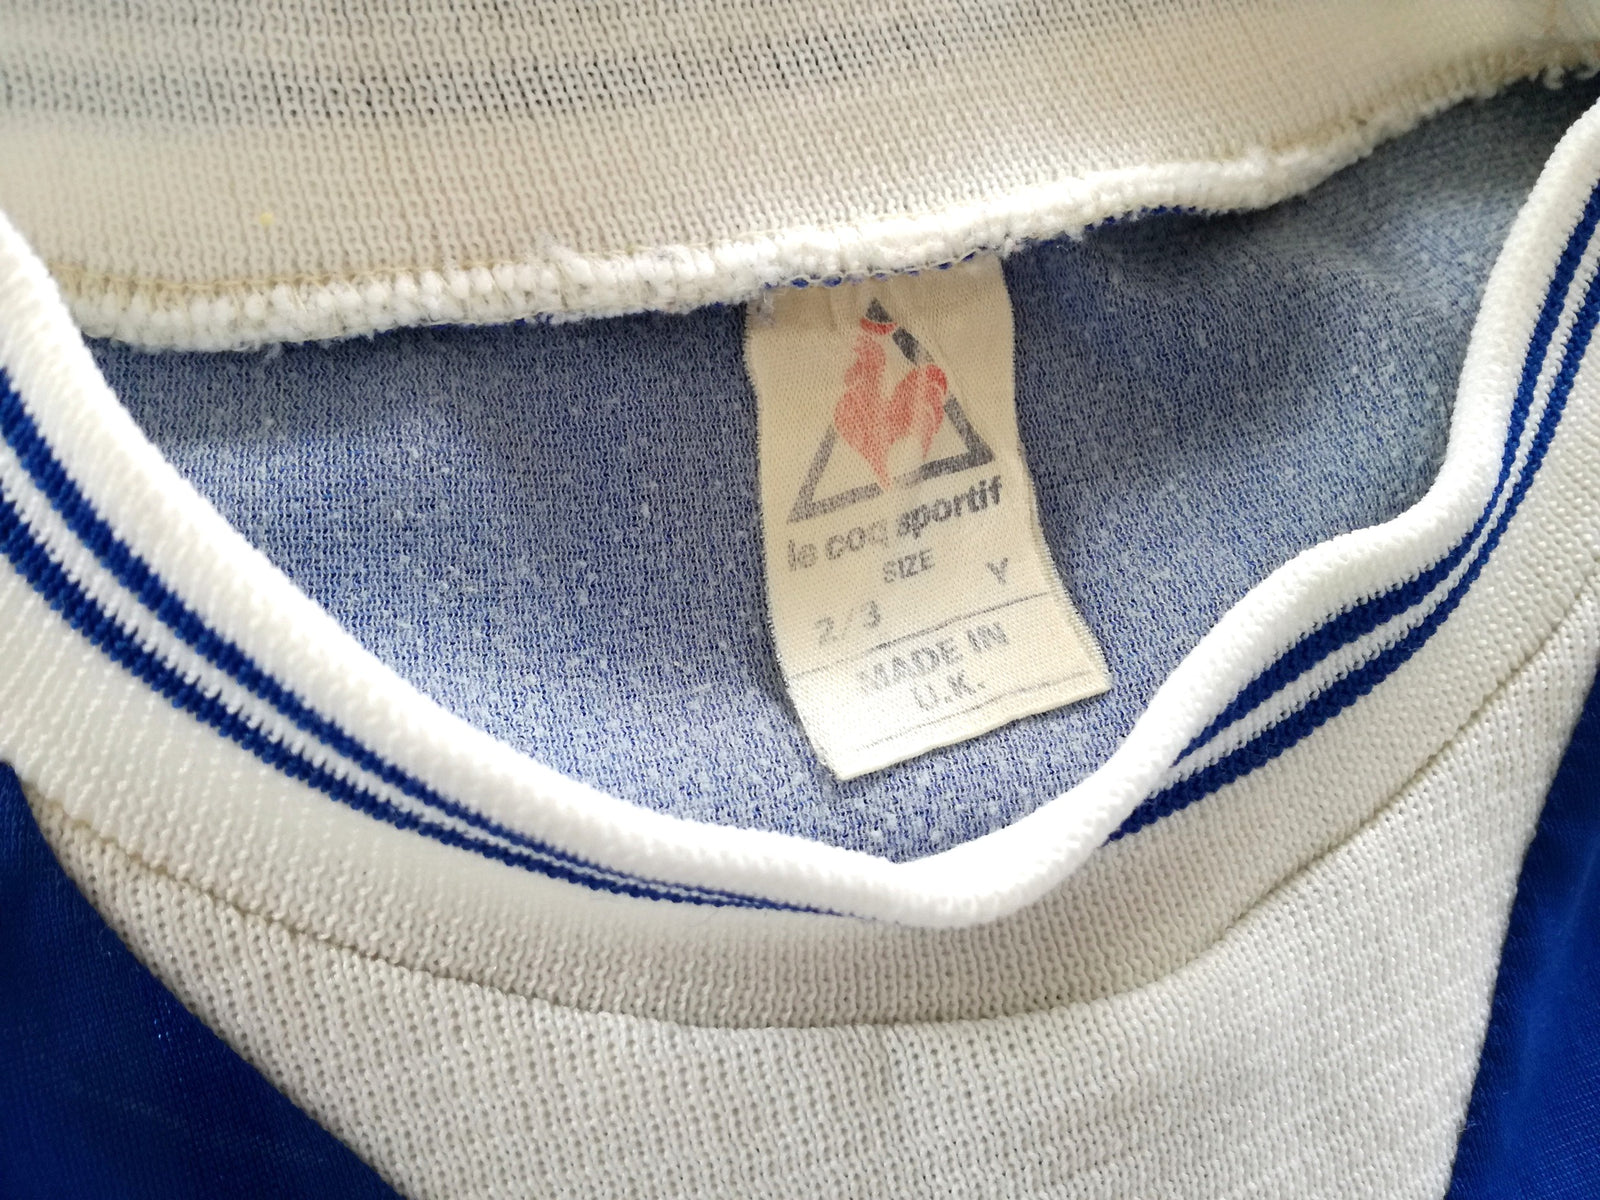 le coq sportif
SIZE
2/3 Y
MADE IN
U.K.